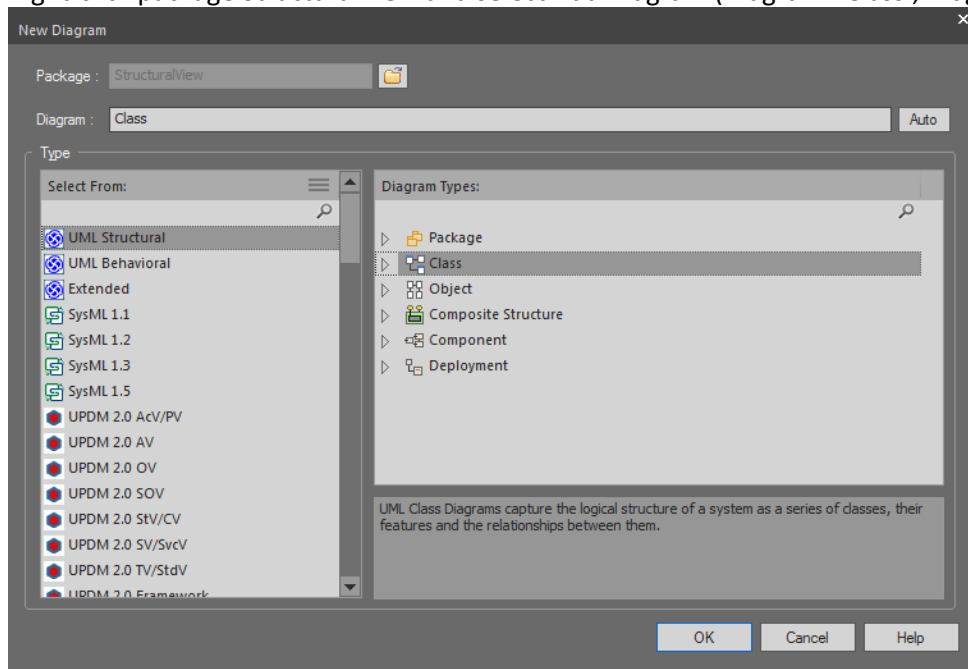 New Diagram
Package : StructuralView
Diagram : Class Auto
Type
Select From:
UML Structural
UML Behavioral
Extended
SysML 1.1
SysML 1.2
SysML 1.3
SysML 1.5
UPDM 2.0 AcV/PV
UPDM 2.0 AV
UPDM 2.0 OV
UPDM 2.0 SOV
UPDM 2.0 StV/CV
UPDM 2.0 SV/SvcV
UPDM 2.0 TV/StdV
UPDM 2.0 Framework
Diagram Types:
Package
Class
Object
Composite Structure
Component
Deployment
UML Class Diagrams capture the logical structure of a system as a series of classes, their
features and the relationships between them.
OK Cancel Help